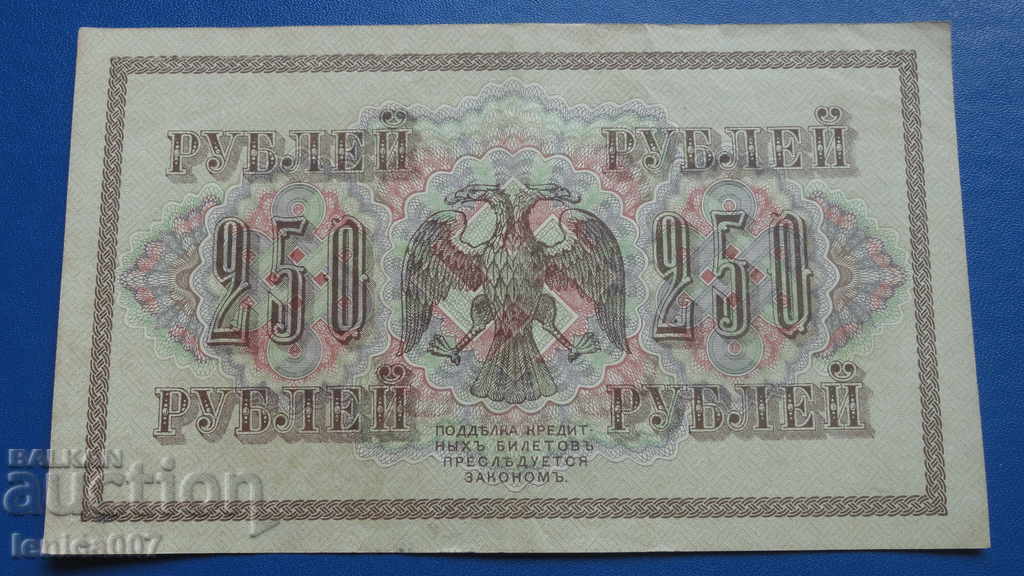 РУБЛЕЙ РУБЛЕЙ
250 250
РУБЛЕЙ РУБЛЕЙ
ПОДДѢЛКА КРЕДИТ-
НЫХЪ БИЛЕТОВЪ
ПРЕСЛѢДУЕТСЯ
ЗАКОНОМЪ.
BALKAN
auction
lenica007